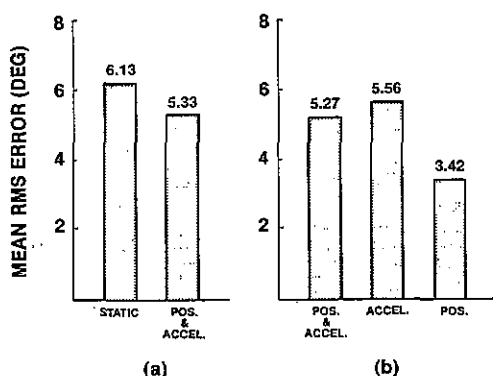 MEAN RMS ERROR (DEG)
8
6
4
2
6.13
5.33
STATIC
POS.
&
ACCEL.
(a)
8
6
4
2
5.27
5.56
3.42
POS.
&
ACCEL.
ACCEL.
POS.
(b)